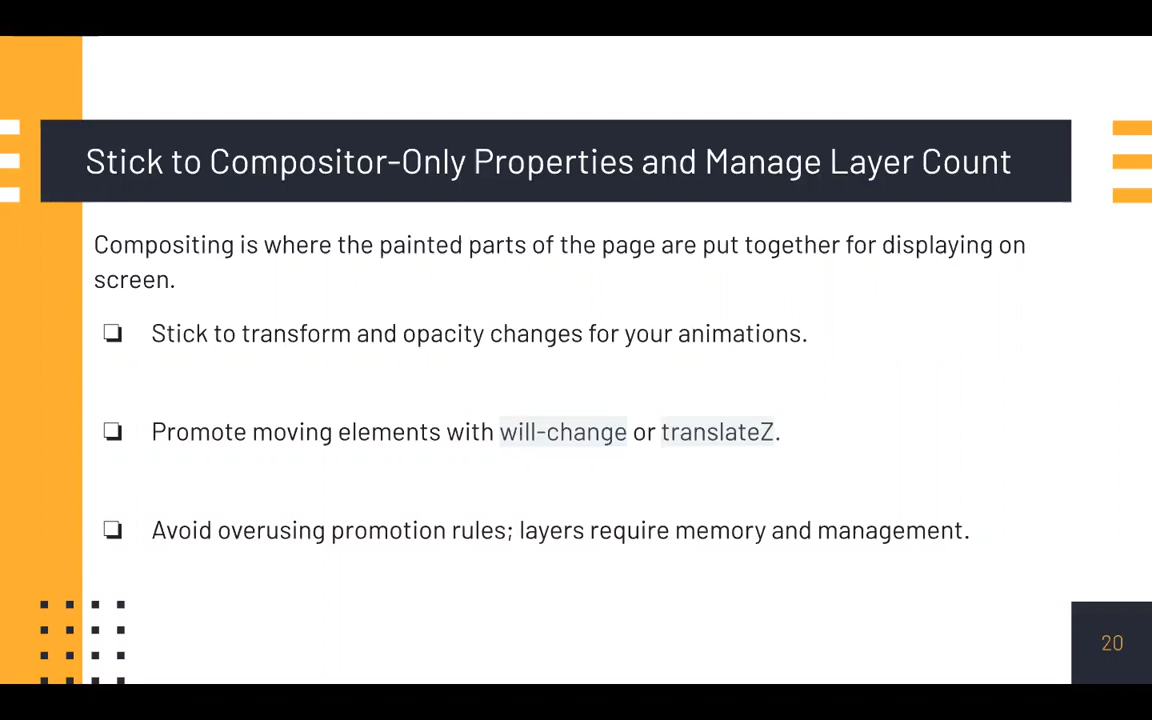 Stick to Compositor-Only Properties and Manage Layer Count
Compositing is where the painted parts of the page are put together for displaying on
screen.
❏ Stick to transform and opacity changes for your animations.
❏ Promote moving elements with will-change or translateZ.
❏ Avoid overusing promotion rules; layers require memory and management.
20